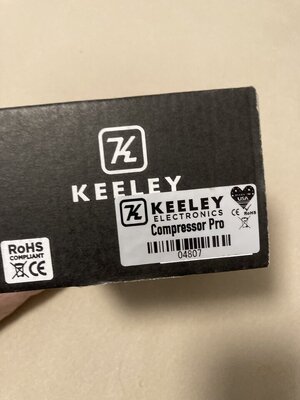 KEELEY
KEELEY
ELECTRONICS
USA
CE RoHS
Compressor Pro
04807
RoHS
COMPLIANT
CE